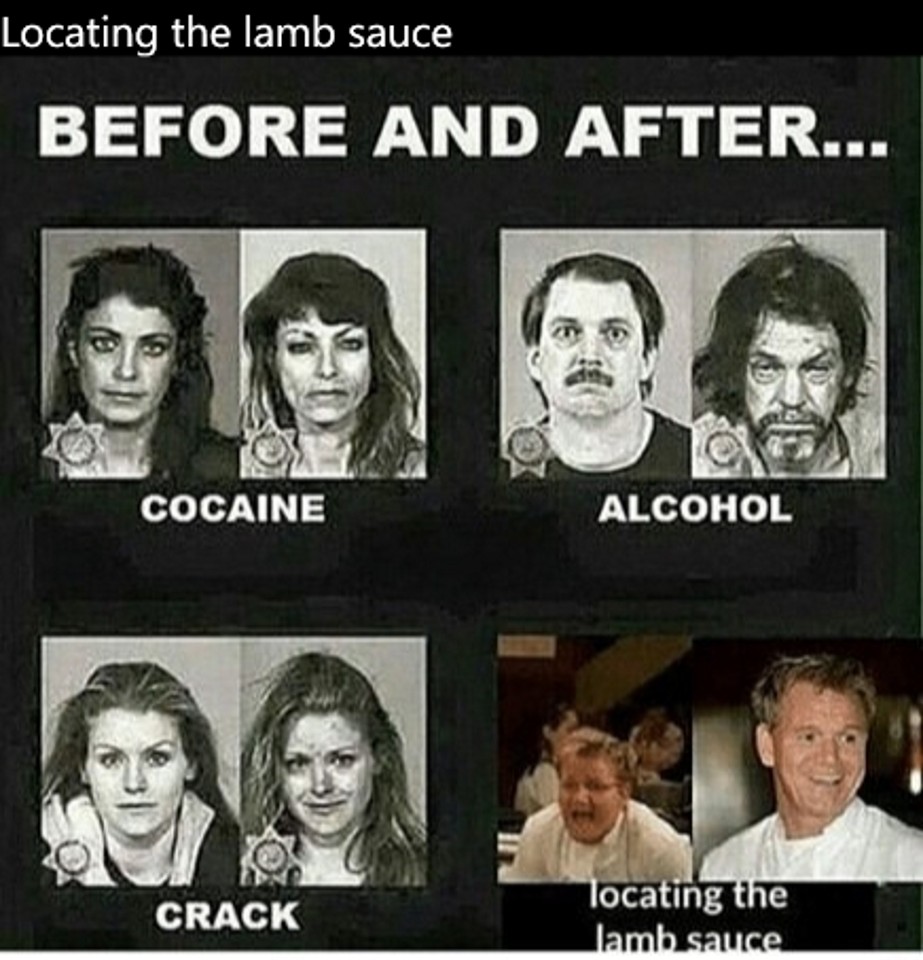 Locating the lamb sauce
BEFORE AND AFTER...
COCAINE
ALCOHOL
CRACK
locating the
lamb sauce